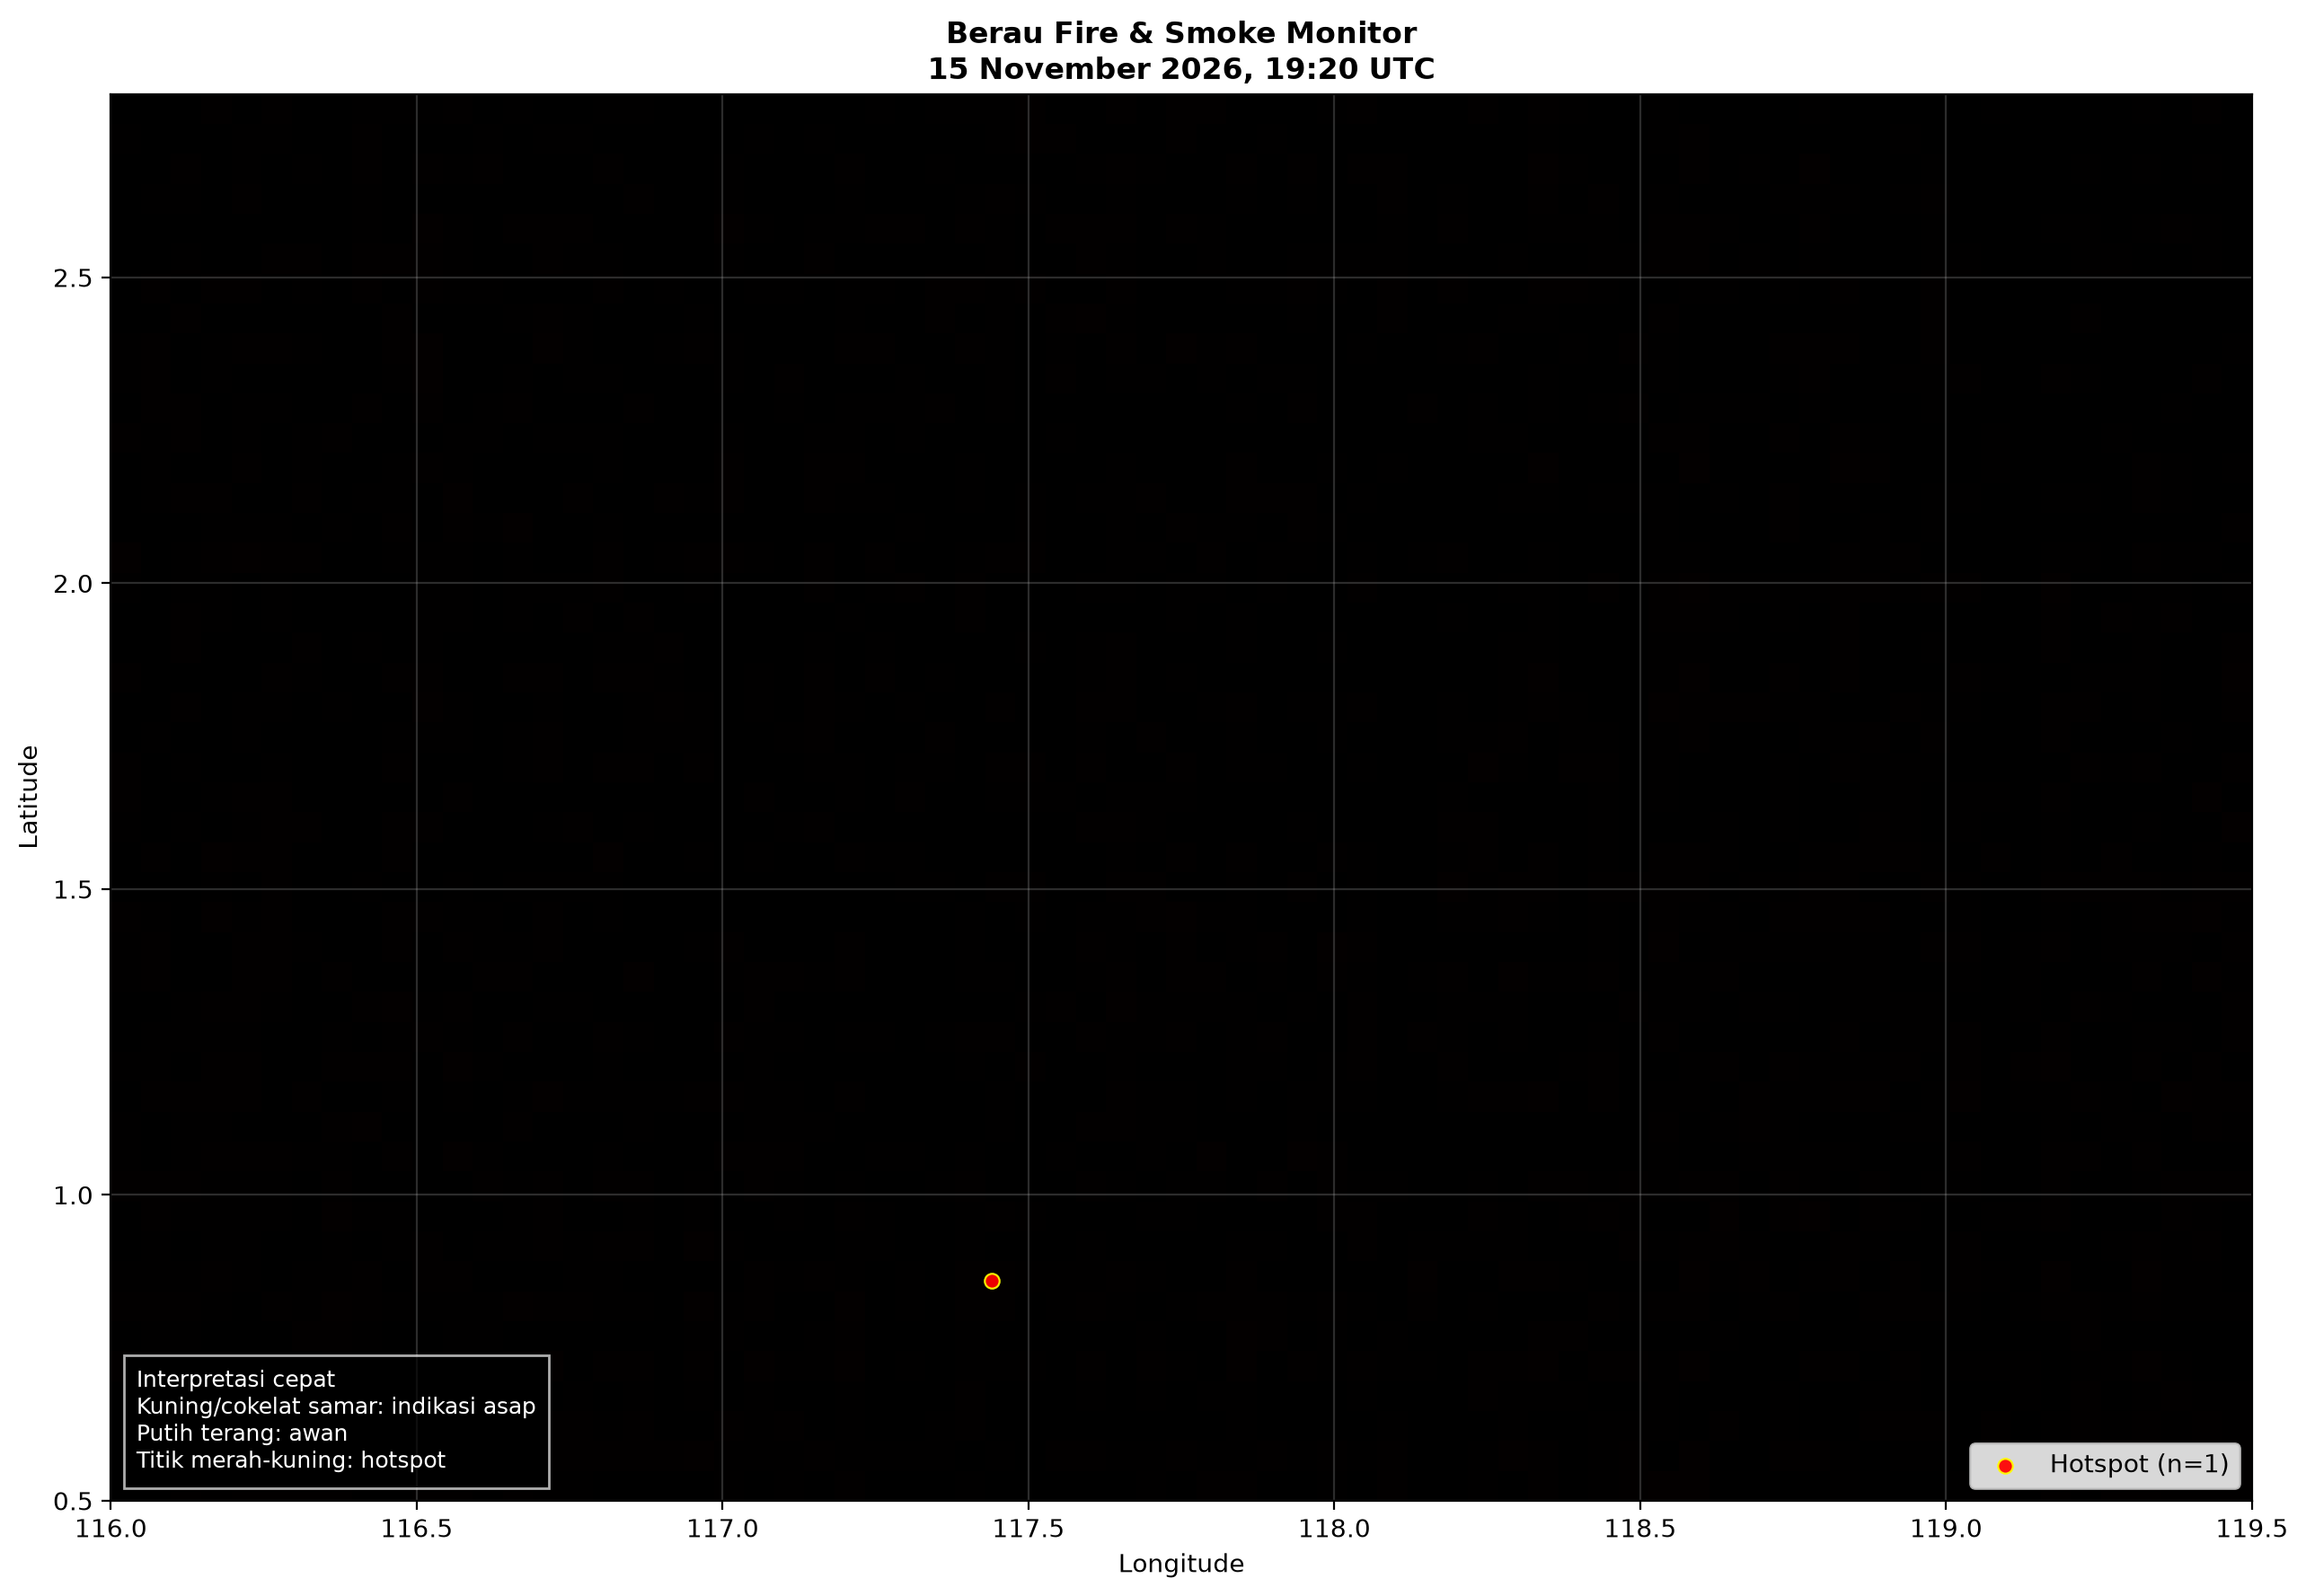 Berau Fire & Smoke Monitor
15 November 2026, 19:20 UTC
Latitude
2.5
2.0
1.5
1.0
0.5
Interpretasi cepat
Kuning/cokelat samar: indikasi asap
Putih terang: awan
Titik merah-kuning: hotspot
Hotspot (n=1)
116.0 116.5 117.0 117.5 118.0 118.5 119.0 119.5
Longitude